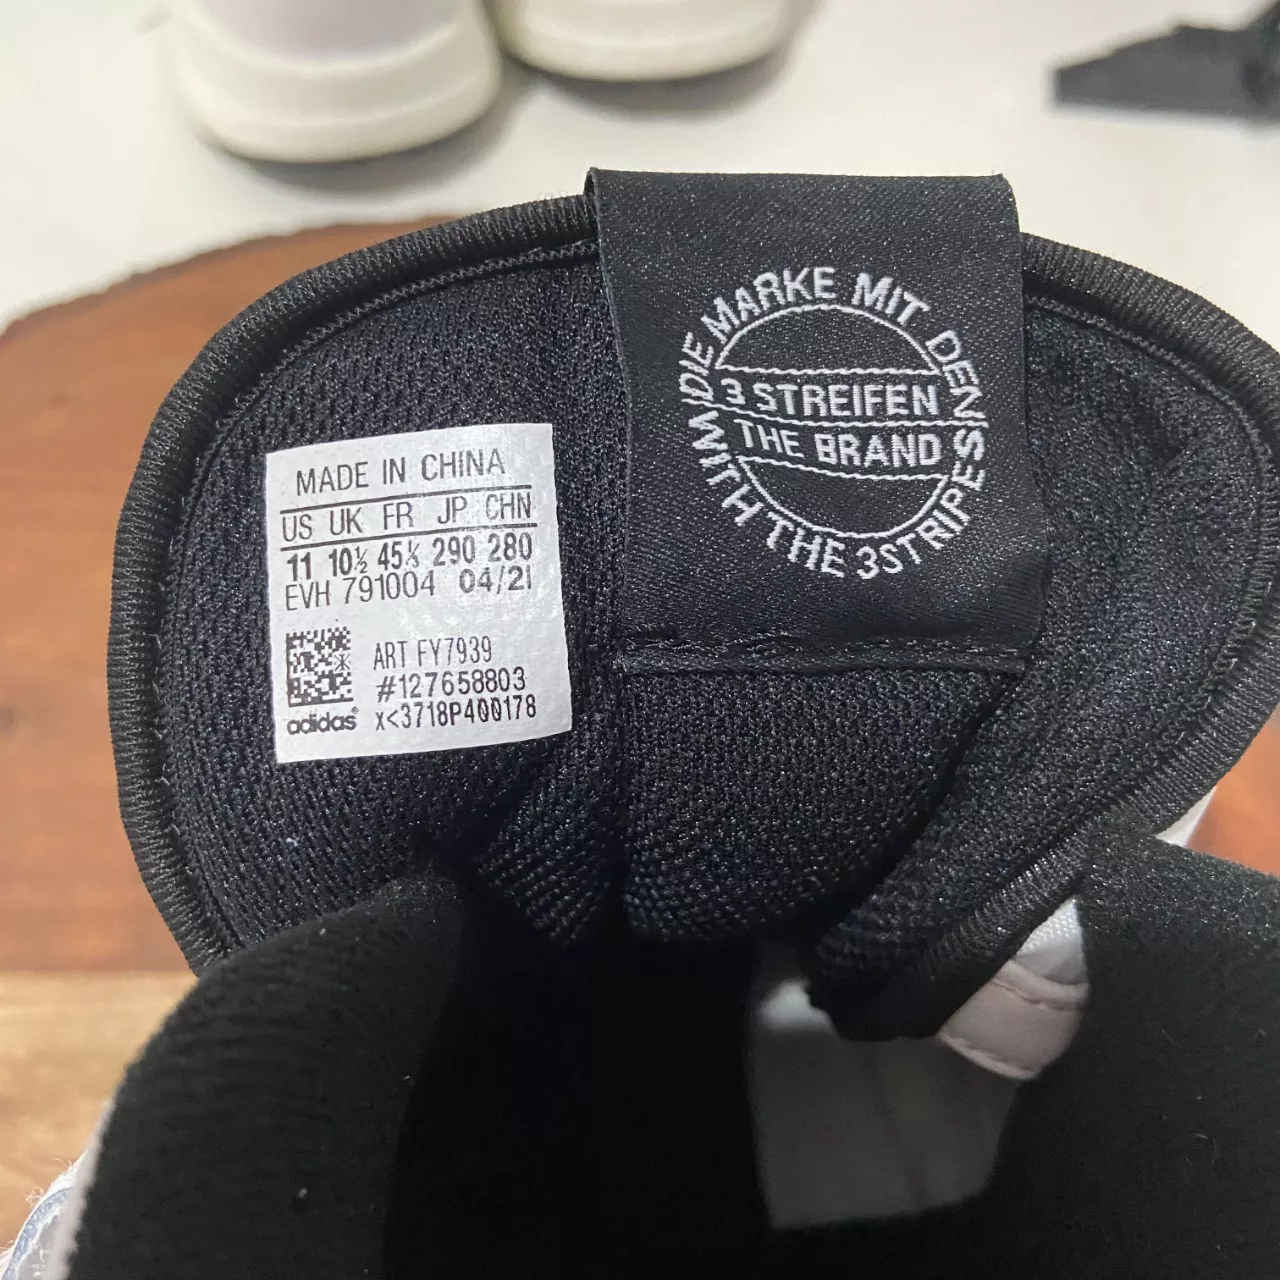 MADE IN CHINA
US UK FR JP CHN
11 10½ 45⅓ 290 280
EVH 791004 04/21
ART FY7939
#127658803
adidas® x<3718P400178
DIE MARKE MIT DEN
3 STREIFEN
THE BRAND
WITH THE 3STRIPES